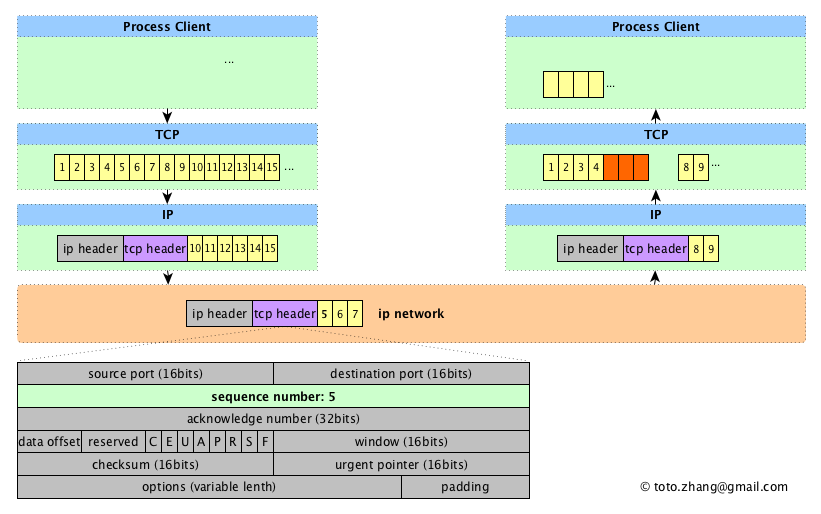 Process Client
Process Client
...
...
TCP
TCP
1 2 3 4 5 6 7 8 9 10 11 12 13 14 15 ...
1 2 3 4 8 9 ...
IP
IP
ip header tcp header 10 11 12 13 14 15
ip header tcp header 8 9
ip header tcp header 5 6 7 ip network
source port (16bits) destination port (16bits)
sequence number: 5
acknowledge number (32bits)
data offset reserved C E U A P R S F window (16bits)
checksum (16bits) urgent pointer (16bits)
options (variable lenth) padding
© toto.zhang@gmail.com